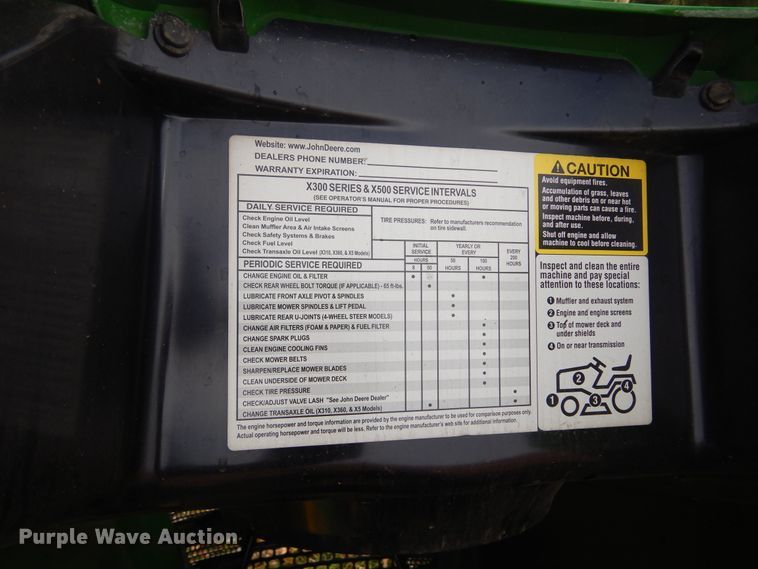 Website: www.JohnDeere.com
DEALERS PHONE NUMBER:
WARRANTY EXPIRATION:
X300 SERIES & X500 SERVICE INTERVALS
(SEE OPERATOR'S MANUAL FOR PROPER PROCEDURES)
DAILY SERVICE REQUIRED
Check Engine Oil Level
Clean Muffler Area & Air Intake Screens
Check Safety Systems & Brakes
Check Fuel Level
Check Transaxle Oil Level (X310, X360, & X5 Models)
TIRE PRESSURES: Refer to manufacturers recommendation
on tire sidewall.
PERIODIC SERVICE REQUIRED
INITIAL
SERVICE
HOURS
8 50
YEARLY OR
EVERY
50
HOURS
100
HOURS
EVERY
200
HOURS
CHANGE ENGINE OIL & FILTER
CHECK REAR WHEEL BOLT TORQUE (IF APPLICABLE) - 65 ft-lbs.
LUBRICATE FRONT AXLE PIVOT & SPINDLES
LUBRICATE MOWER SPINDLES & LIFT PEDAL
LUBRICATE REAR U-JOINTS (4-WHEEL STEER MODELS)
CHANGE AIR FILTERS (FOAM & PAPER) & FUEL FILTER
CHANGE SPARK PLUGS
CLEAN ENGINE COOLING FINS
CHECK MOWER BELTS
SHARPEN/REPLACE MOWER BLADES
CLEAN UNDERSIDE OF MOWER DECK
CHECK TIRE PRESSURE
CHECK/ADJUST VALVE LASH "See John Deere Dealer"
CHANGE TRANSAXLE OIL (X310, X360, & X5 Models)
The engine horsepower and torque information are provided by the engine manufacturer to be used for comparison purposes only.
Actual operating horsepower and torque will be less. Refer to the engine manufacturer's web site for additional information.
CAUTION
Avoid equipment fires.
Accumulation of grass, leaves
and other debris on or near hot
or moving parts can cause a fire.
Inspect machine before, during,
and after use.
Shut off engine and allow
machine to cool before cleaning.
Inspect and clean the entire
machine and pay special
attention to these locations:
1 Muffler and exhaust system
2 Engine and engine screens
3 Top of mower deck and
under shields
4 On or near transmission
2
4
1
3
Purple Wave Auction